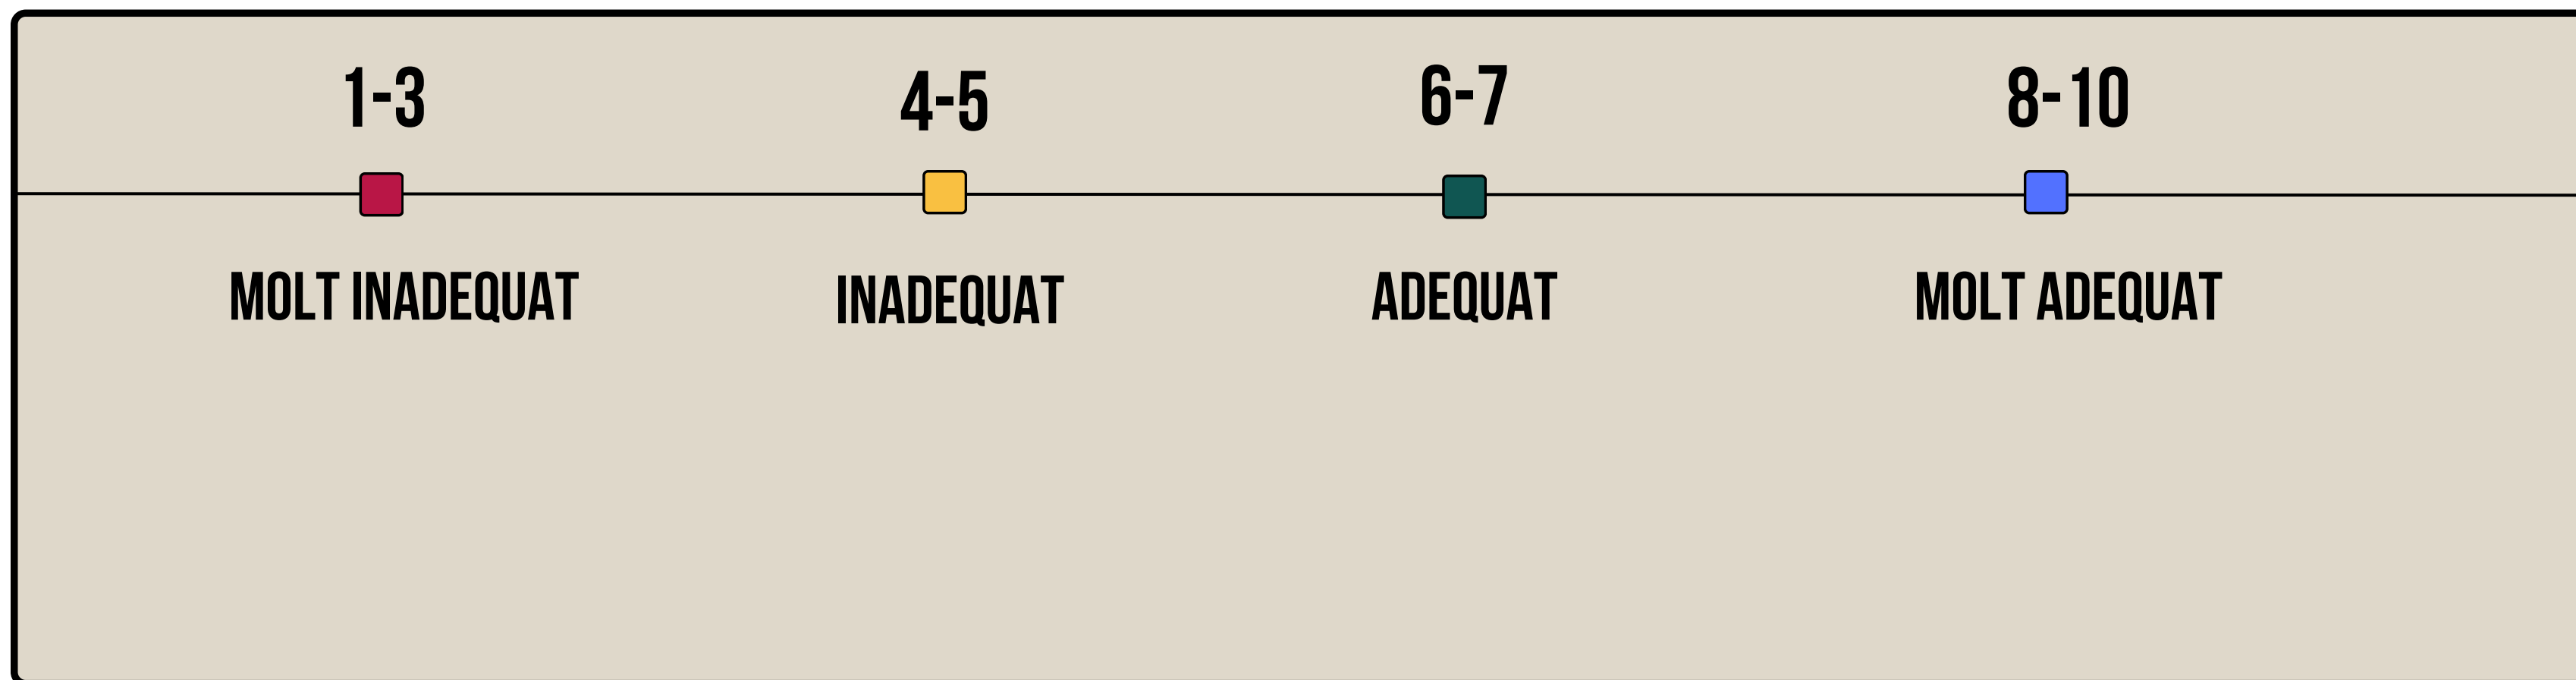 1-3
4-5
6-7
8-10
MOLT INADEQUAT
INADEQUAT
ADEQUAT
MOLT ADEQUAT